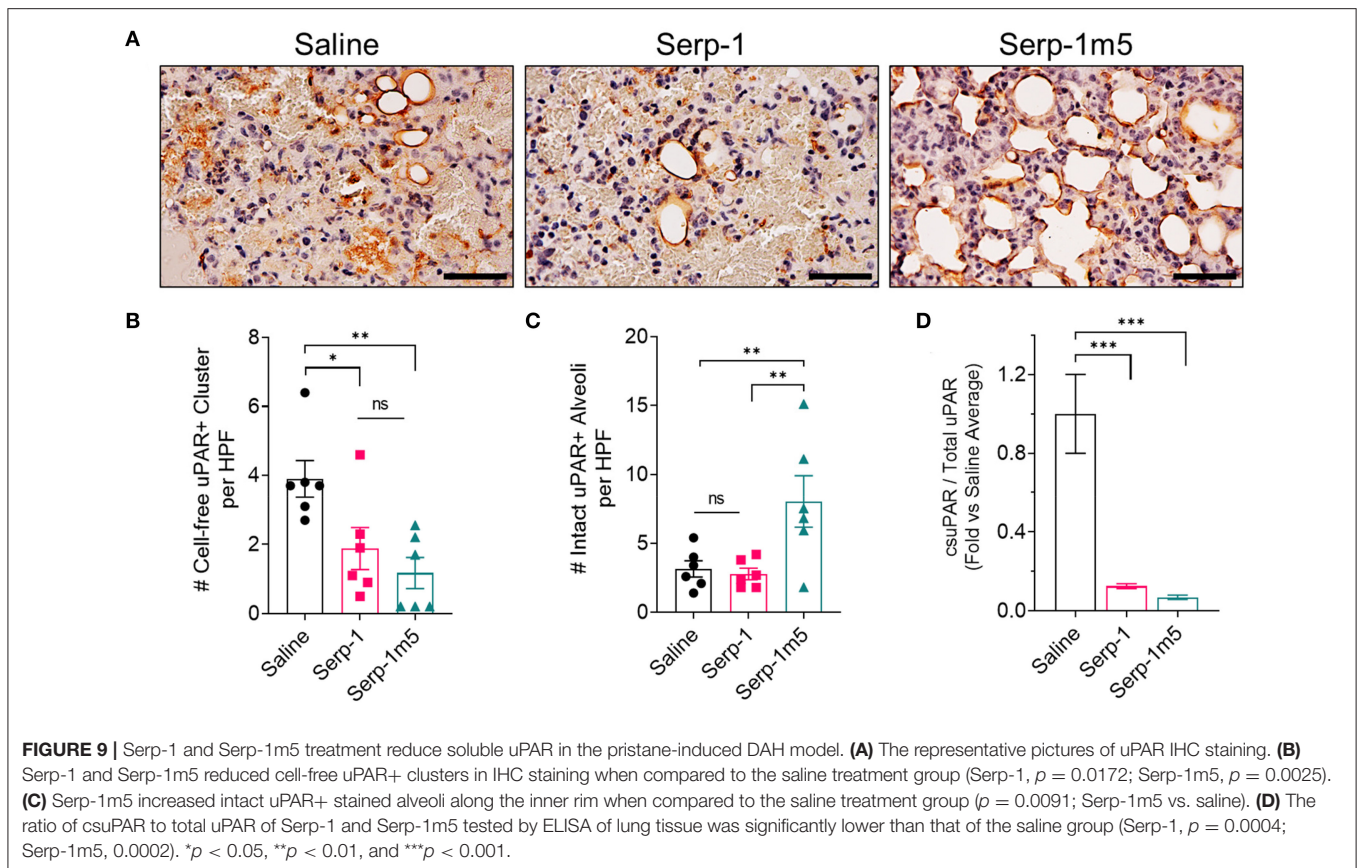 A
Saline
Serp-1
Serp-1m5
B
# Cell-free uPAR+ Cluster
per HPF
8
6
4
2
0
**
*
ns
Saline
Serp-1
Serp-1m5
C
# Intact uPAR+ Alveoli
per HPF
20
15
10
5
0
**
**
ns
Saline
Serp-1
Serp-1m5
D
csuPAR / Total uPAR
(Fold vs Saline Average)
1.2
0.8
0.4
0.0
***
***
Saline
Serp-1
Serp-1m5
FIGURE 9 | Serp-1 and Serp-1m5 treatment reduce soluble uPAR in the pristane-induced DAH model. (A) The representative pictures of uPAR IHC staining. (B)
Serp-1 and Serp-1m5 reduced cell-free uPAR+ clusters in IHC staining when compared to the saline treatment group (Serp-1, p = 0.0172; Serp-1m5, p = 0.0025).
(C) Serp-1m5 increased intact uPAR+ stained alveoli along the inner rim when compared to the saline treatment group (p = 0.0091; Serp-1m5 vs. saline). (D) The
ratio of csuPAR to total uPAR of Serp-1 and Serp-1m5 tested by ELISA of lung tissue was significantly lower than that of the saline group (Serp-1, p = 0.0004;
Serp-1m5, 0.0002). *p < 0.05, **p < 0.01, and ***p < 0.001.